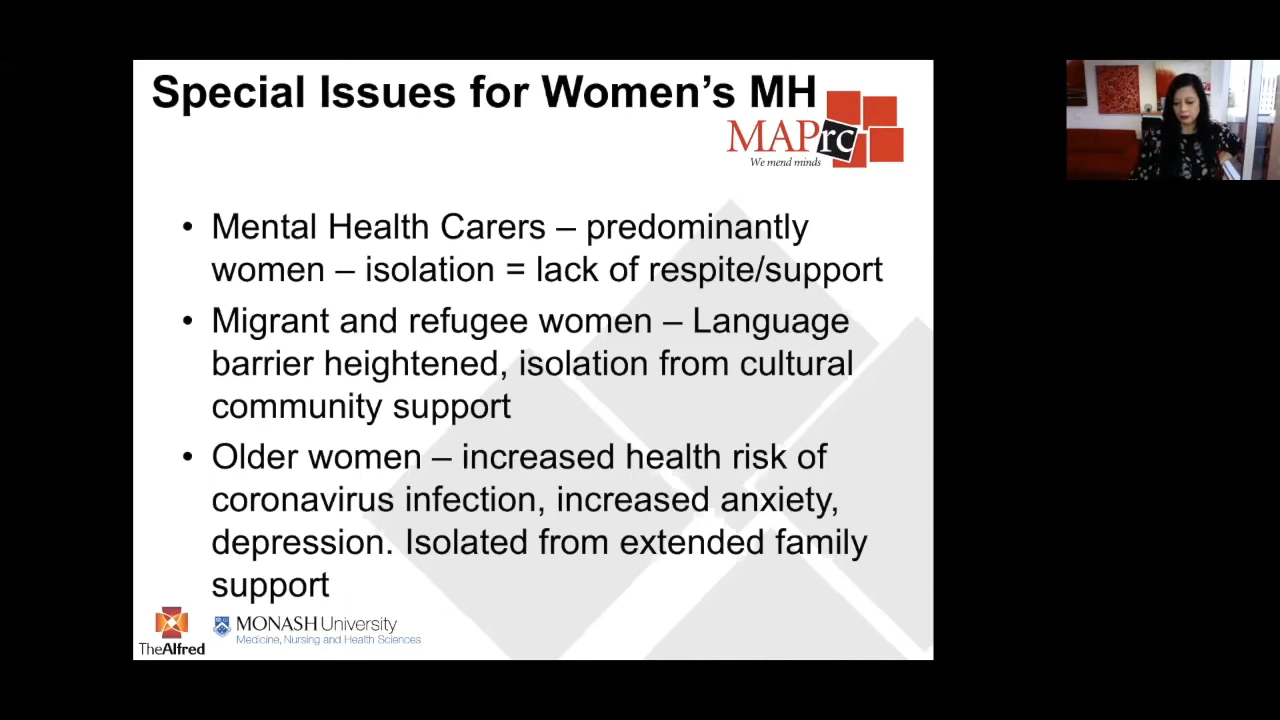 Special Issues for Women’s MH
MAPrc
We mend minds
• Mental Health Carers – predominantly
women – isolation = lack of respite/support
• Migrant and refugee women – Language
barrier heightened, isolation from cultural
community support
• Older women – increased health risk of
coronavirus infection, increased anxiety,
depression. Isolated from extended family
support
TheAlfred
MONASH University
Medicine, Nursing and Health Sciences